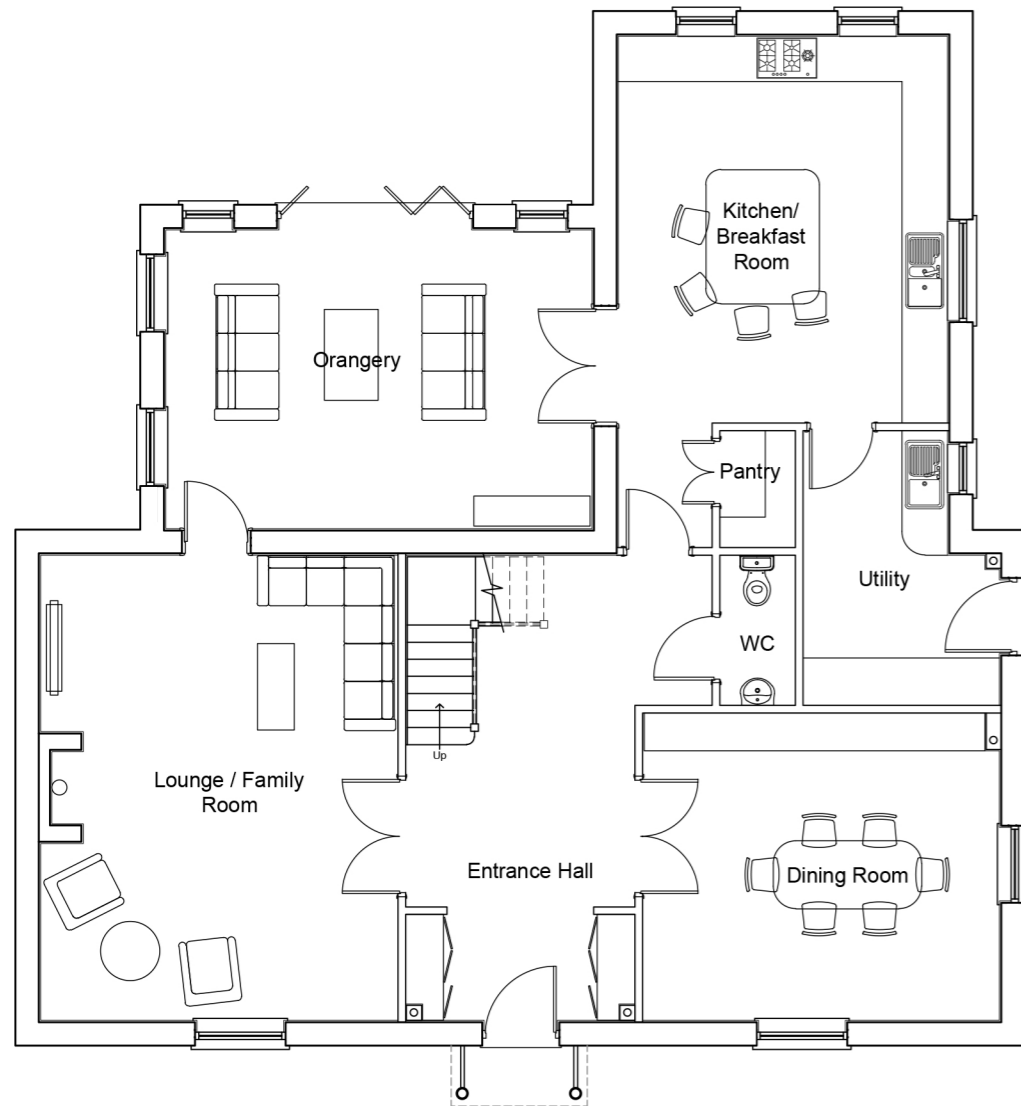 Kitchen/
Breakfast
Room
Orangery
Pantry
Utility
WC
Up
Lounge / Family
Room
Entrance Hall
Dining Room